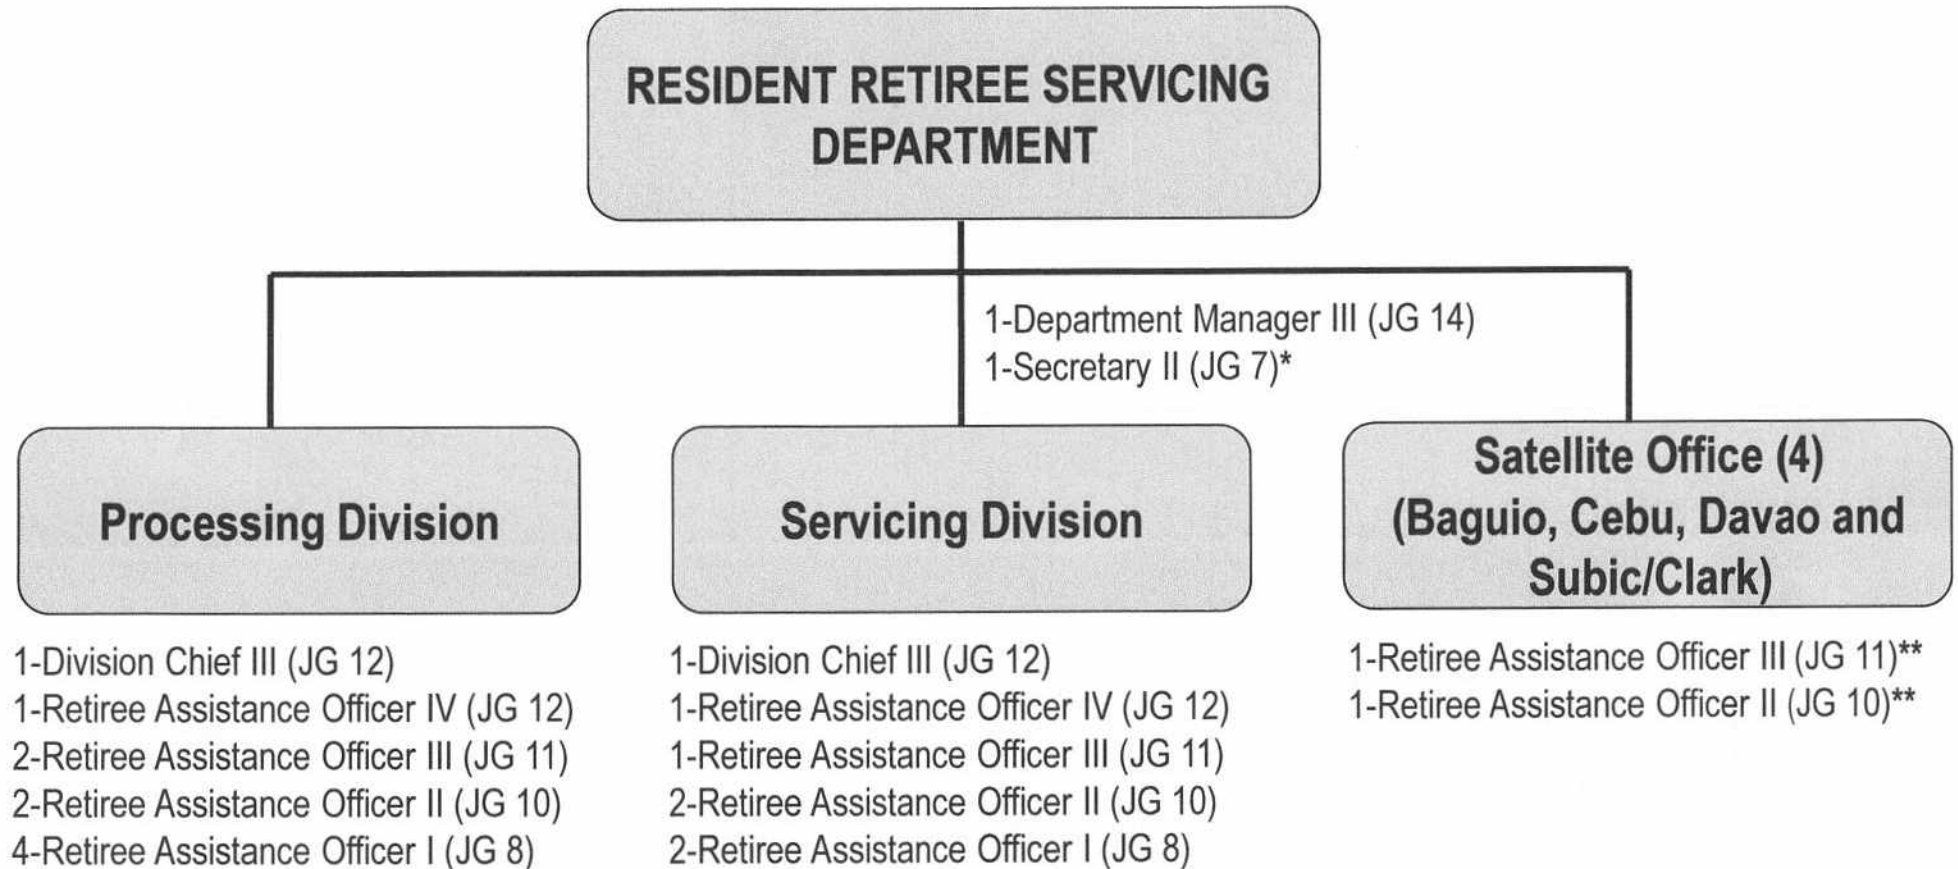 RESIDENT RETIREE SERVICING
DEPARTMENT
1-Department Manager III (JG 14)
1-Secretary II (JG 7)*
Processing Division
1-Division Chief III (JG 12)
1-Retiree Assistance Officer IV (JG 12)
2-Retiree Assistance Officer III (JG 11)
2-Retiree Assistance Officer II (JG 10)
4-Retiree Assistance Officer I (JG 8)
Servicing Division
1-Division Chief III (JG 12)
1-Retiree Assistance Officer IV (JG 12)
1-Retiree Assistance Officer III (JG 11)
2-Retiree Assistance Officer II (JG 10)
2-Retiree Assistance Officer I (JG 8)
Satellite Office (4)
(Baguio, Cebu, Davao and
Subic/Clark)
1-Retiree Assistance Officer III (JG 11)**
1-Retiree Assistance Officer II (JG 10)**